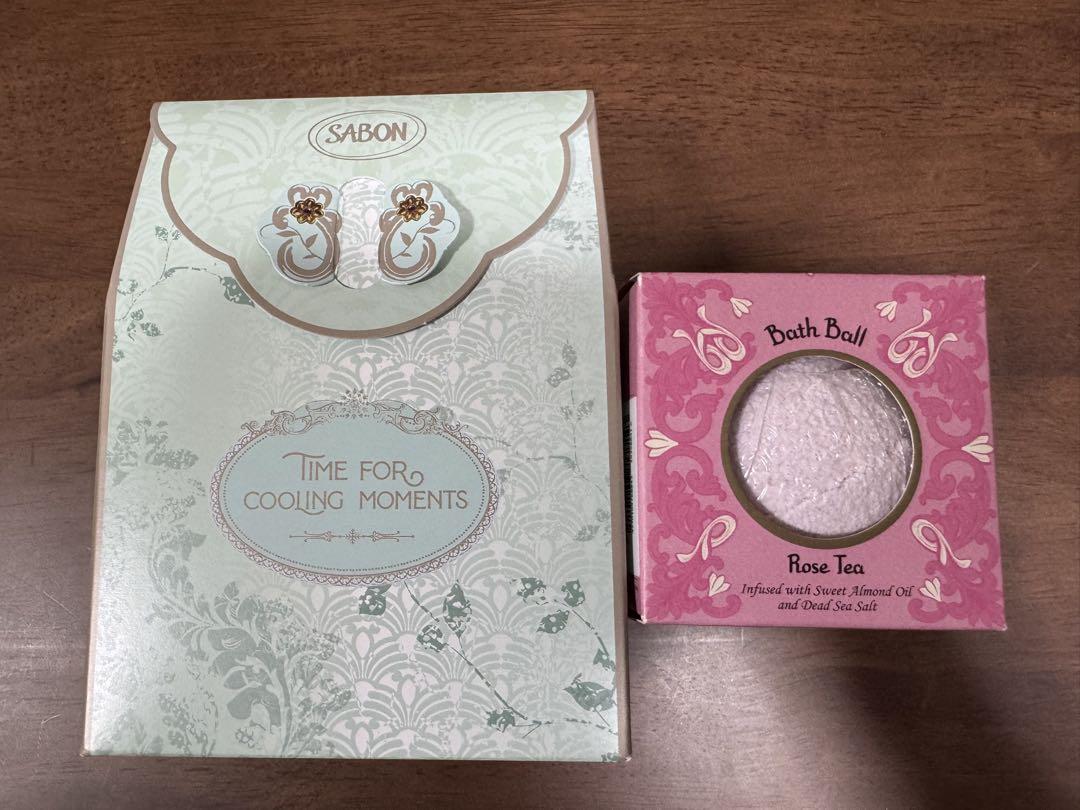 SABON
TIME FOR
COOLING MOMENTS
Bath Ball
Rose Tea
Infused with Sweet Almond Oil
and Dead Sea Salt